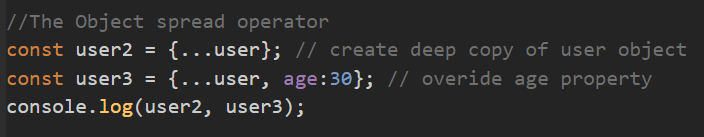 //The Object spread operator
const user2 = {...user}; // create deep copy of user object
const user3 = {...user, age:30}; // overide age property
console.log(user2, user3);